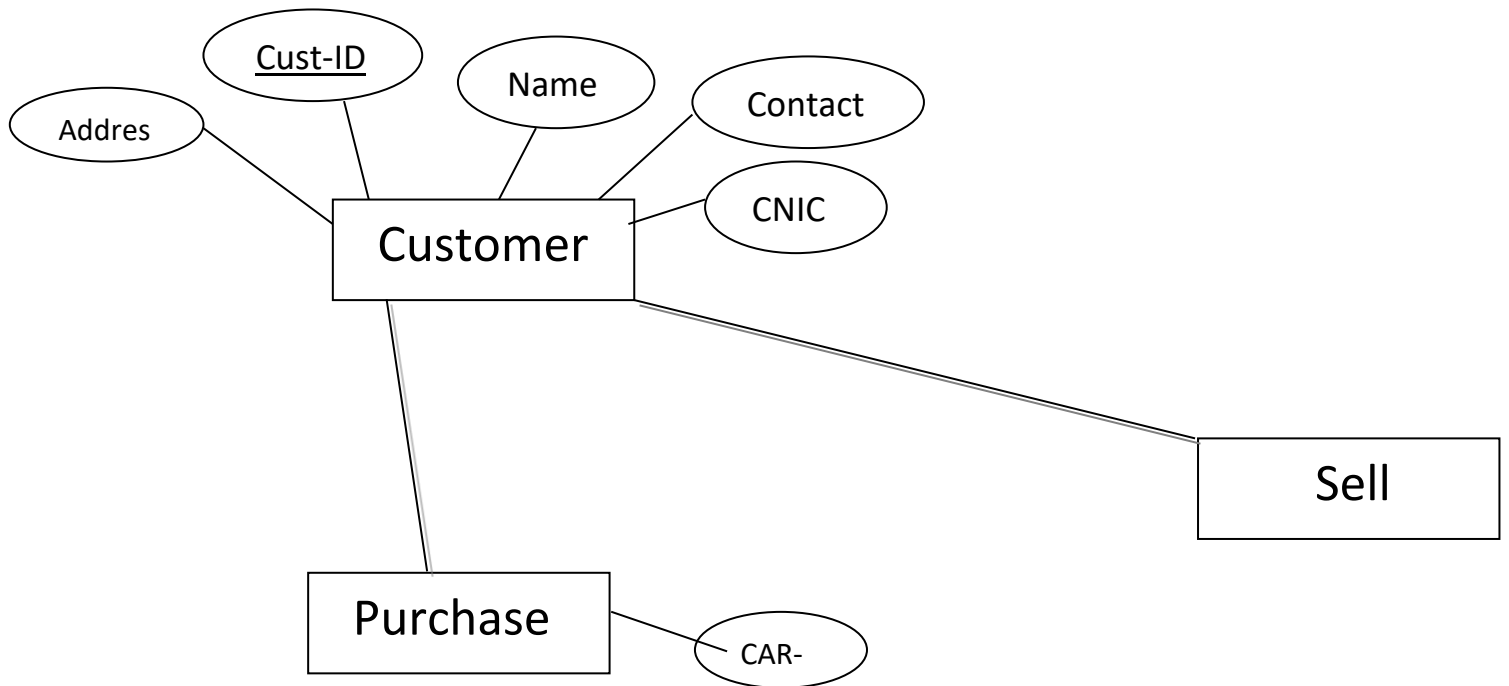 Cust-ID
Name
Contact
Addres
CNIC
Customer
Sell
Purchase
CAR-